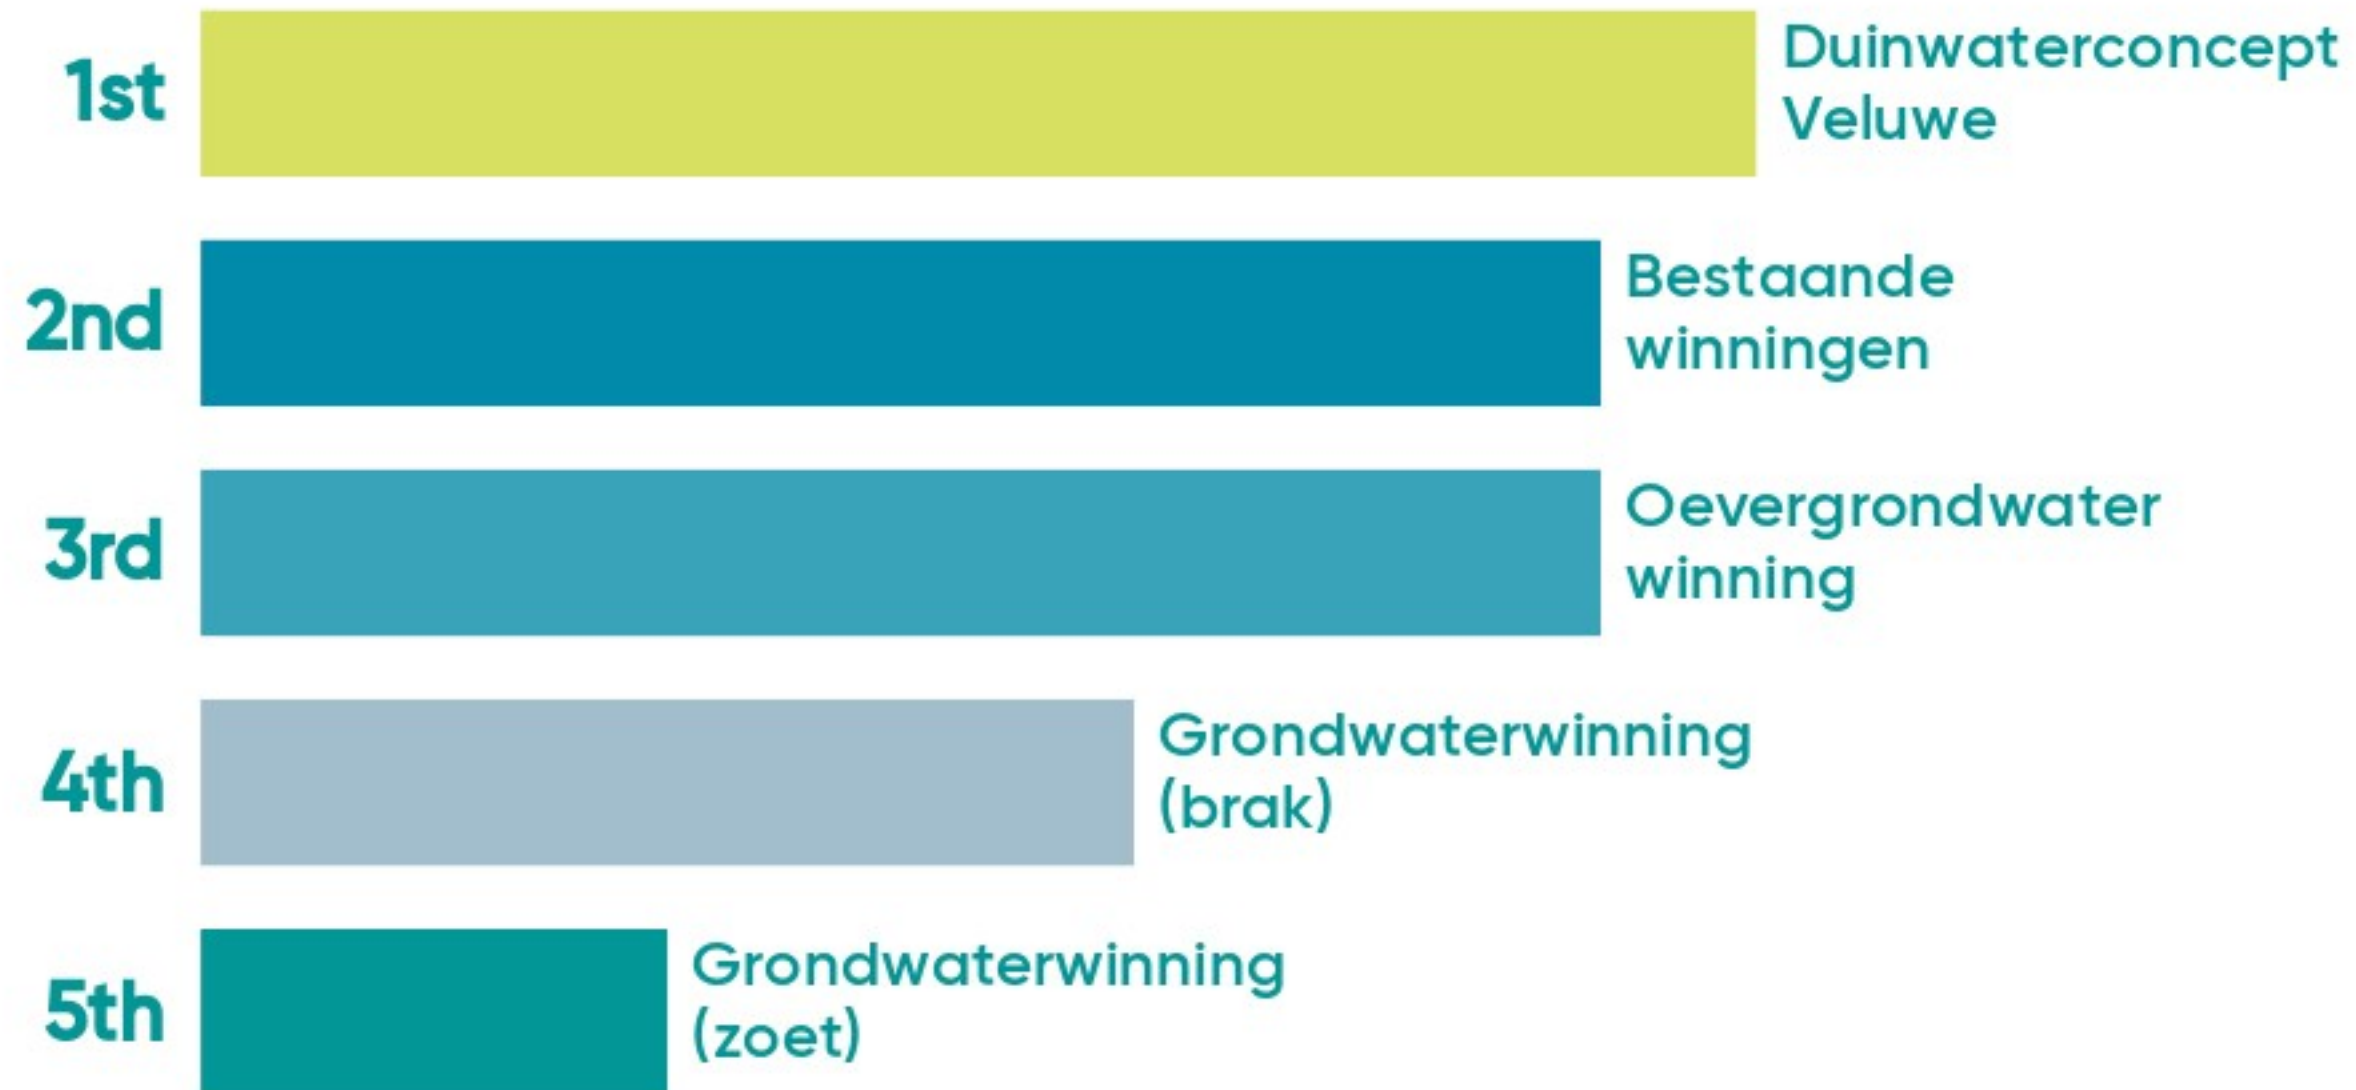 1st
Duinwaterconcept
Veluwe
2nd
Bestaande
winningen
3rd
Oevergrondwater
winning
4th
Grondwaterwinning
(brak)
5th
Grondwaterwinning
(zoet)